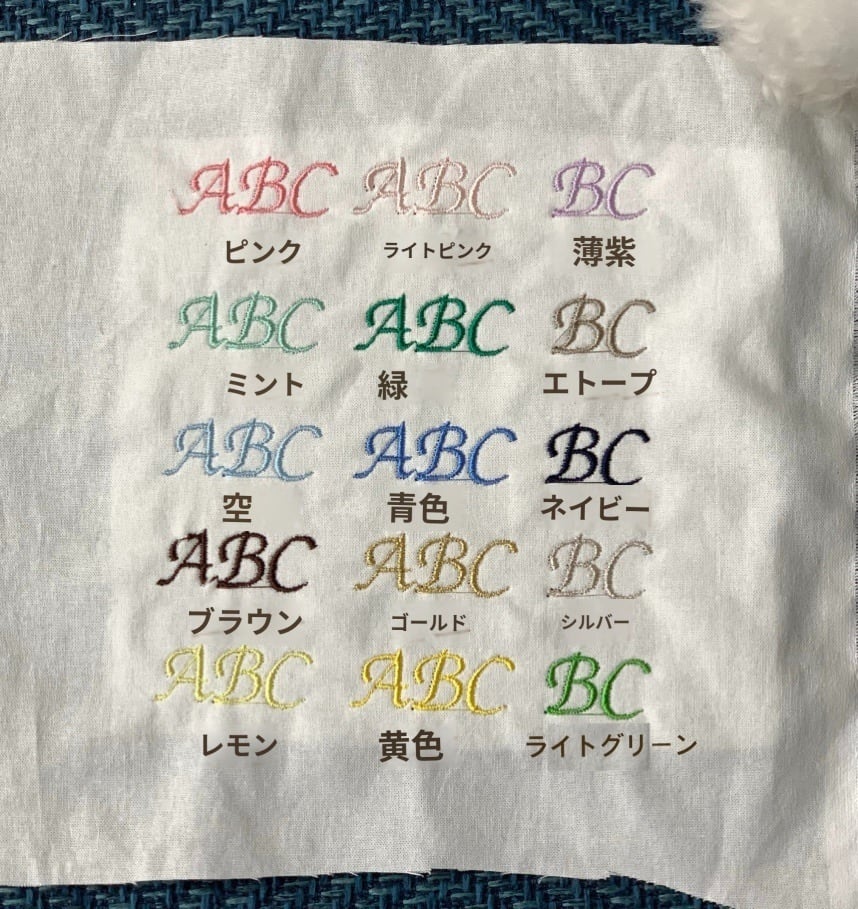 ABC ABC BC
ピンク ライトピンク 薄紫
ABC ABC BC
ミント 緑 エトープ
ABC ABC BC
空 青色 ネイビー
ABC ABC BC
ブラウン ゴールド シルバー
ABC ABC BC
レモン 黄色 ライトグリーン